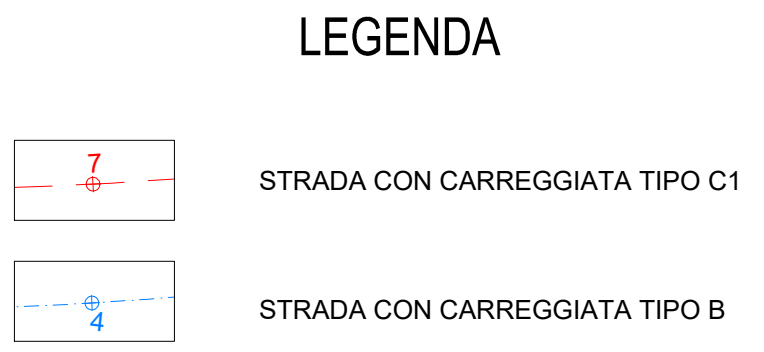 LEGENDA
7
STRADA CON CARREGGIATA TIPO C1
4
STRADA CON CARREGGIATA TIPO B